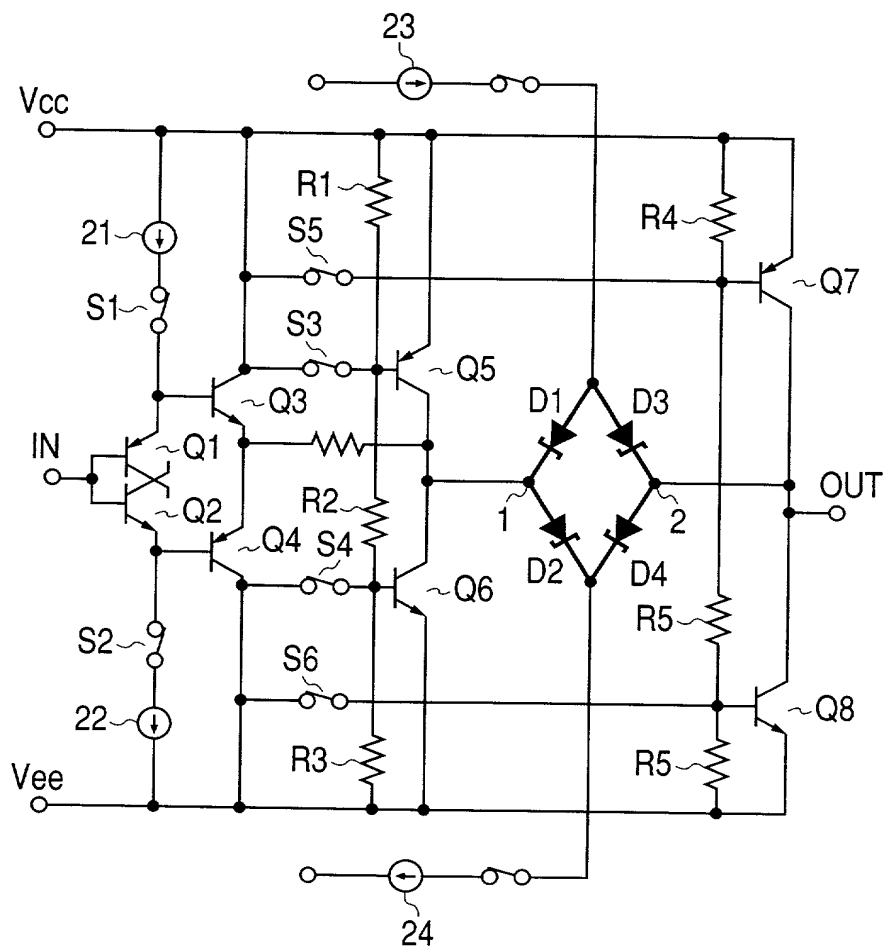 23
Vcc
R1
R4
21
S5
Q7
S1
S3
Q5
D1
D3
Q3
IN
Q1
R2
1
2
OUT
Q2
Q4
S4
D2
D4
Q6
R5
S2
S6
22
Q8
R3
R5
Vee
24